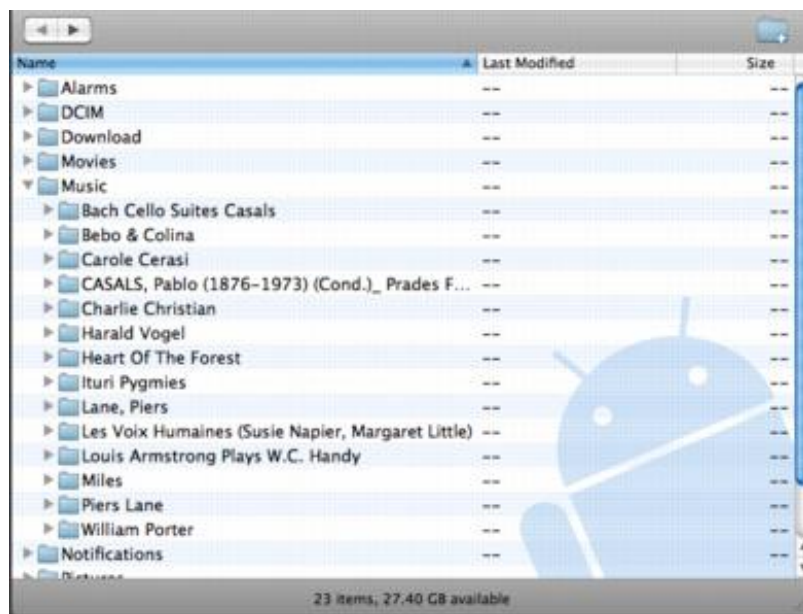 Name Last Modified Size
Alarms -- --
DCIM -- --
Download -- --
Movies -- --
Music -- --
Bach Cello Suites Casals -- --
Bebo & Colina -- --
Carole Cerasi -- --
CASALS, Pablo (1876-1973) (Cond.)_ Prades F... -- --
Charlie Christian -- --
Harald Vogel -- --
Heart Of The Forest -- --
Ituri Pygmies -- --
Lane, Piers -- --
Les Voix Humaines (Susie Napier, Margaret Little) -- --
Louis Armstrong Plays W.C. Handy -- --
Miles -- --
Piers Lane -- --
William Porter -- --
Notifications -- --
Pictures
23 items, 27.40 GB available